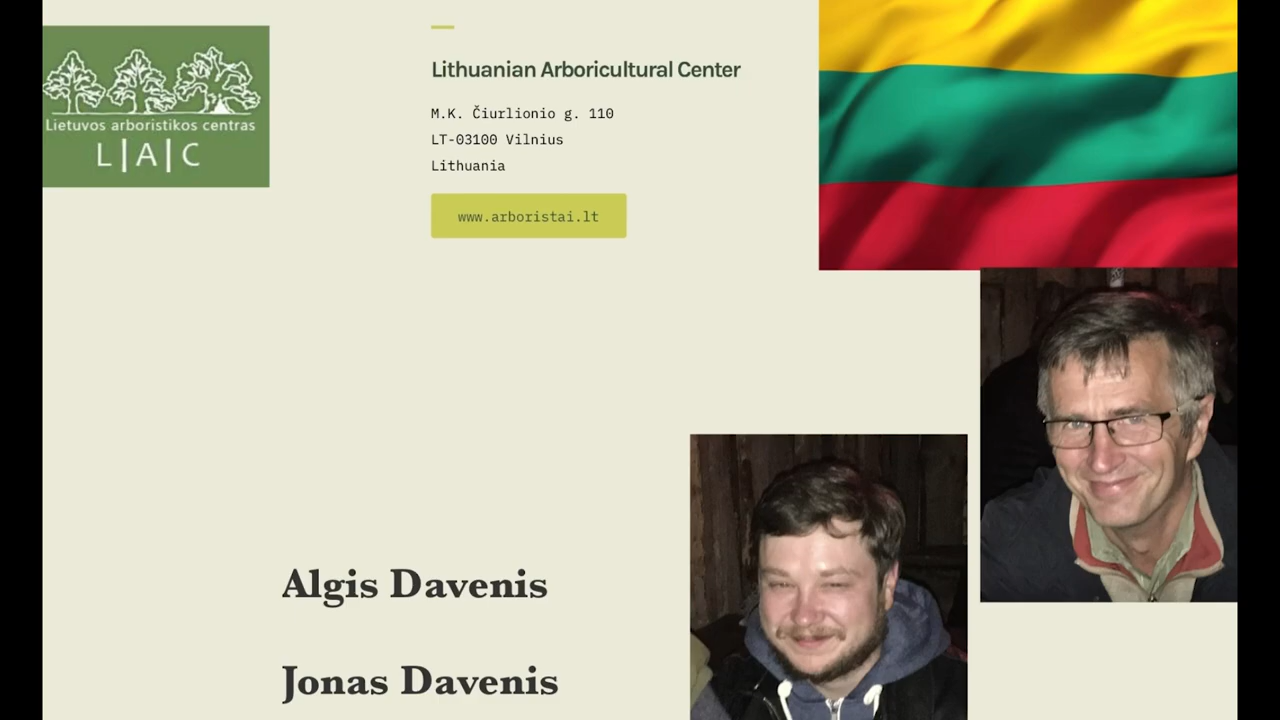 Lietuvos arboristikos centras
L|A|C
Lithuanian Arboricultural Center
M.K. Čiurlionio g. 110
LT-03100 Vilnius
Lithuania
www.arboristai.lt
Algis Davenis
Jonas Davenis